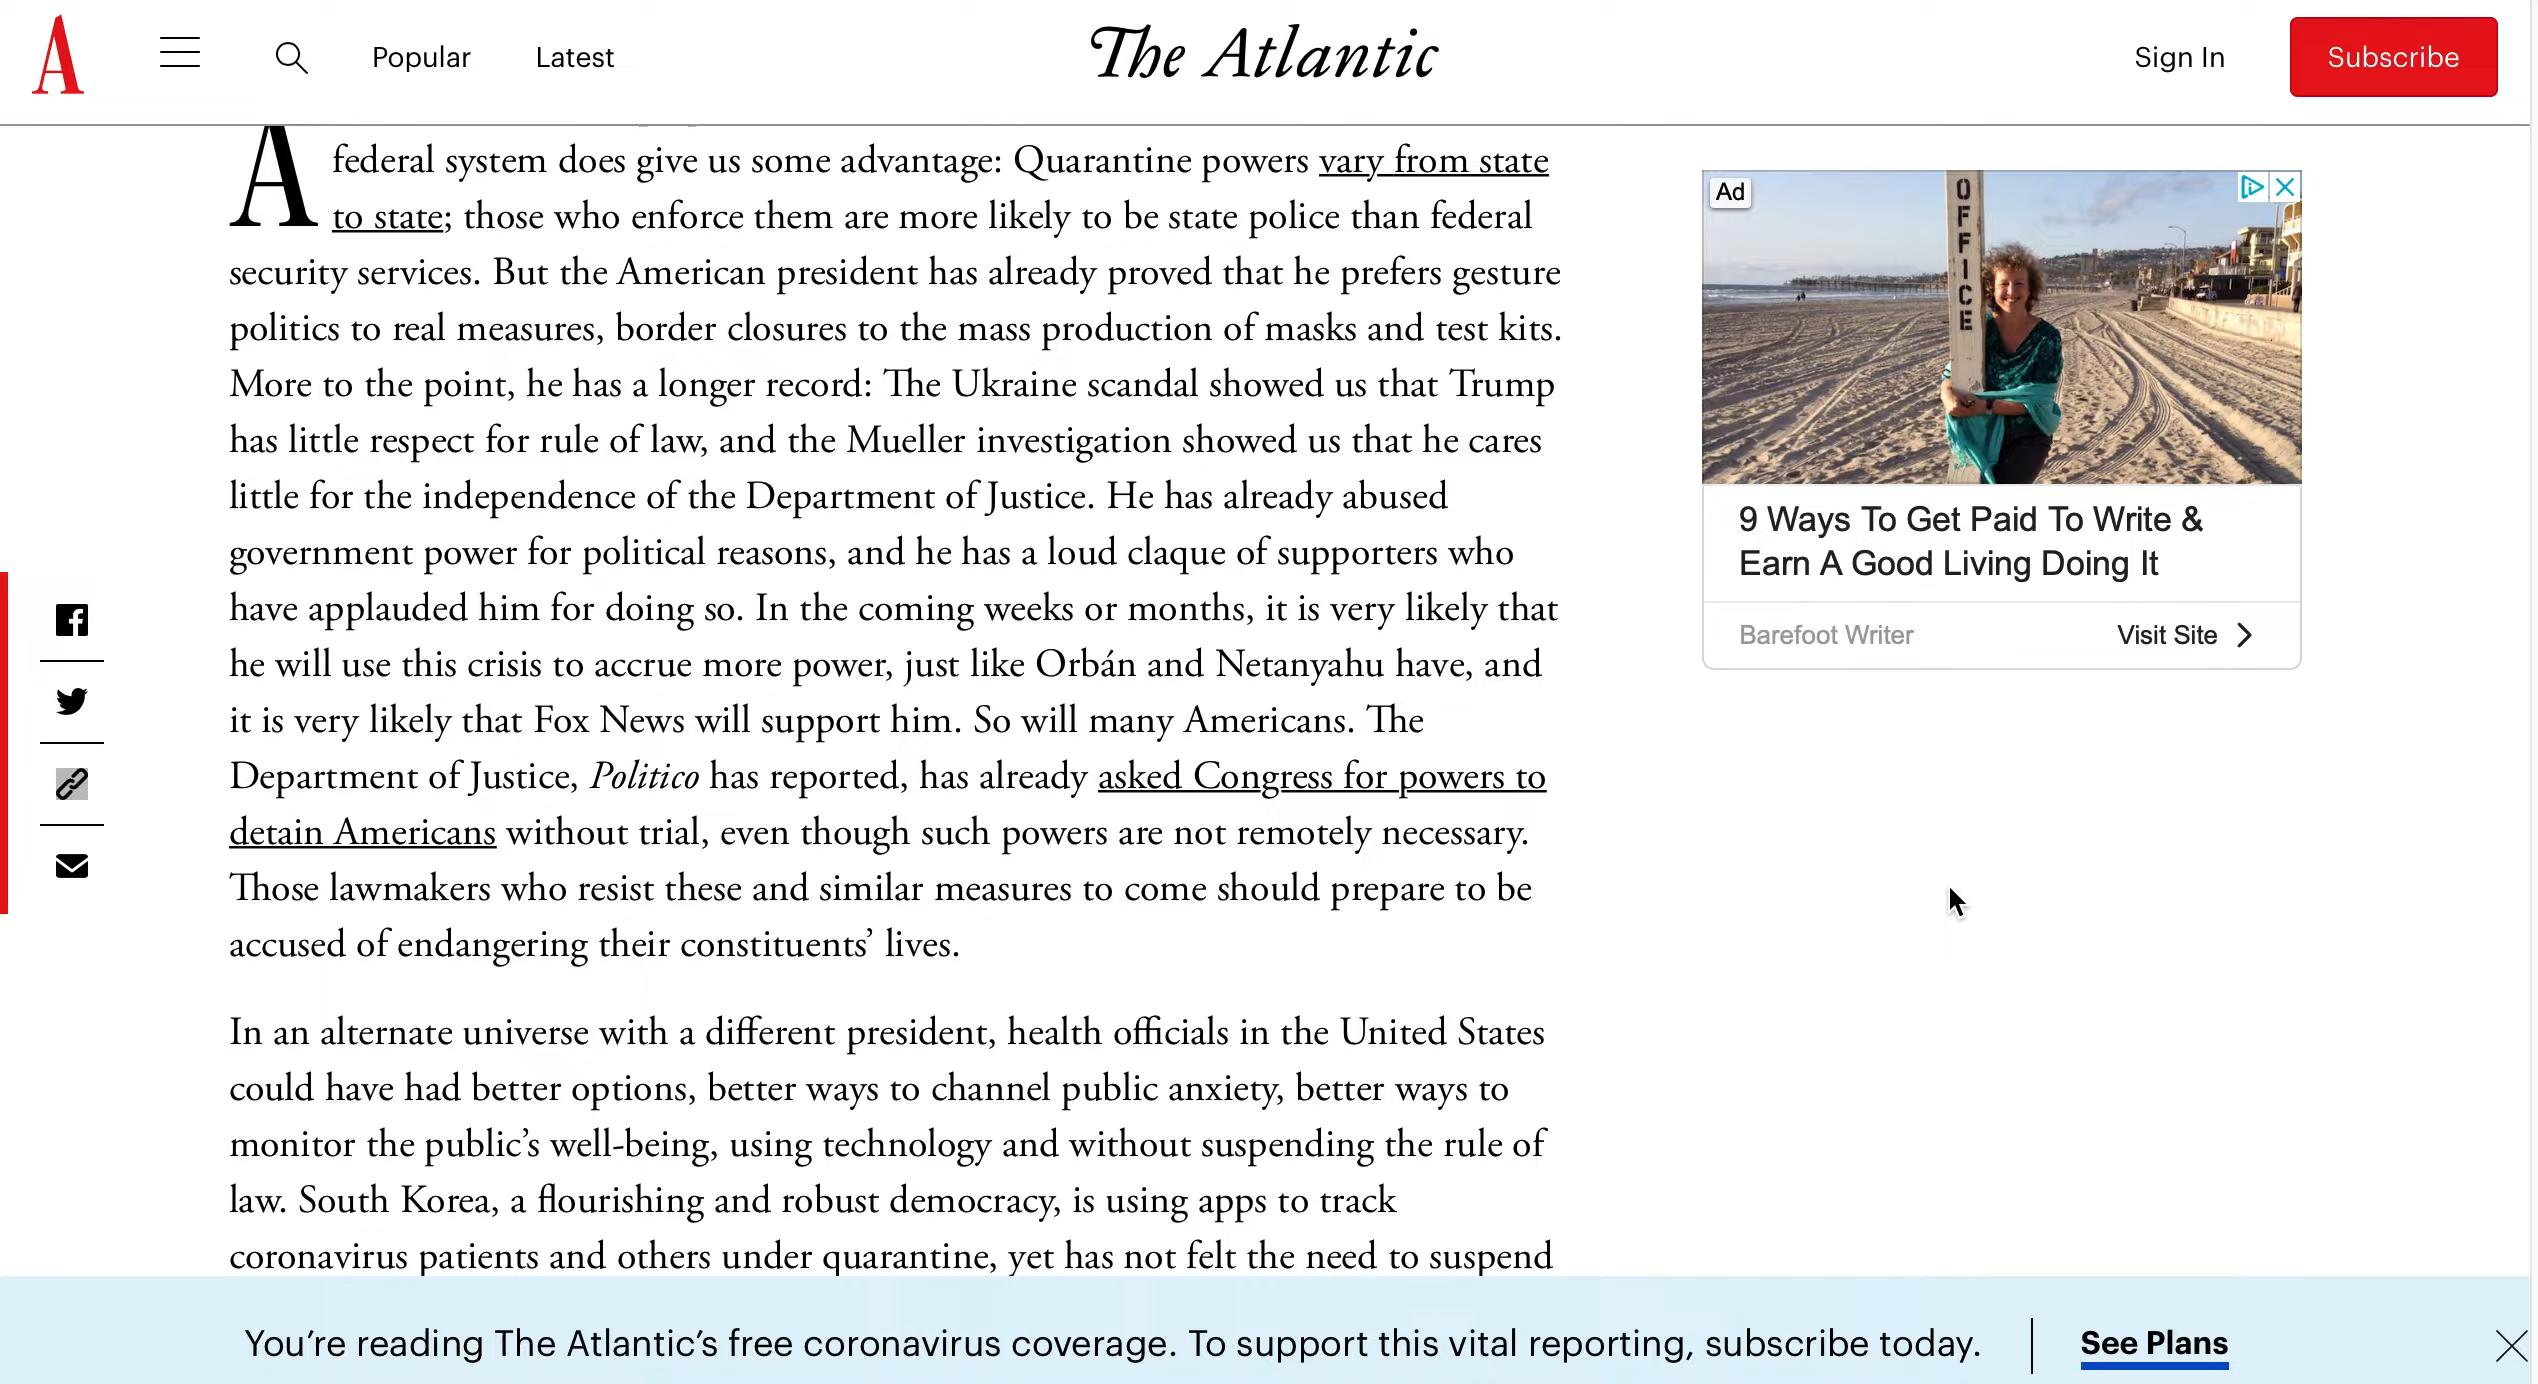 A
Popular
Latest
The Atlantic
Sign In
Subscribe
A
federal system does give us some advantage: Quarantine powers vary from state
to state; those who enforce them are more likely to be state police than federal
security services. But the American president has already proved that he prefers gesture
politics to real measures, border closures to the mass production of masks and test kits.
More to the point, he has a longer record: The Ukraine scandal showed us that Trump
has little respect for rule of law, and the Mueller investigation showed us that he cares
little for the independence of the Department of Justice. He has already abused
government power for political reasons, and he has a loud claque of supporters who
have applauded him for doing so. In the coming weeks or months, it is very likely that
he will use this crisis to accrue more power, just like Orbán and Netanyahu have, and
it is very likely that Fox News will support him. So will many Americans. The
Department of Justice, Politico has reported, has already asked Congress for powers to
detain Americans without trial, even though such powers are not remotely necessary.
Those lawmakers who resist these and similar measures to come should prepare to be
accused of endangering their constituents’ lives.
In an alternate universe with a different president, health officials in the United States
could have had better options, better ways to channel public anxiety, better ways to
monitor the public’s well-being, using technology and without suspending the rule of
law. South Korea, a flourishing and robust democracy, is using apps to track
coronavirus patients and others under quarantine, yet has not felt the need to suspend
Ad
OFFICE
9 Ways To Get Paid To Write &
Earn A Good Living Doing It
Barefoot Writer
Visit Site
You’re reading The Atlantic’s free coronavirus coverage. To support this vital reporting, subscribe today.
See Plans